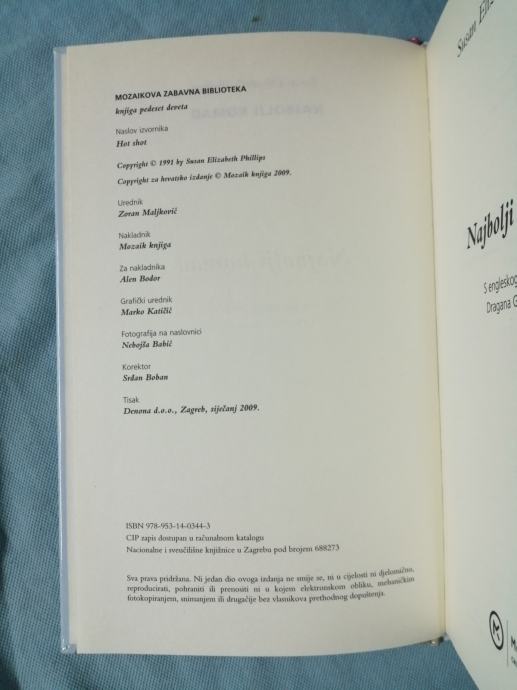 MOZAIKOVA ZABAVNA BIBLIOTEKA
knjiga pedeset deveta
Naslov izvornika
Hot shot
Copyright © 1991 by Susan Elizabeth Phillips
Copyright za hrvatsko izdanje © Mozaik knjiga 2009.
Urednik
Zoran Maljković
Nakladnik
Mozaik knjiga
Za nakladnika
Alen Bodor
Grafički urednik
Marko Katičić
Fotografija na naslovnici
Nebojša Babić
Korektor
Srđan Boban
Tisak
Denona d.o.o., Zagreb, siječanj 2009.
ISBN 978-953-14-0344-3
CIP zapis dostupan u računalnom katalogu
Nacionalne i sveučilišne knjižnice u Zagrebu pod brojem 688273
Sva prava pridržana. Ni jedan dio ovoga izdanja ne smije se, ni u cijelosti ni djelomično,
reproducirati, pohraniti ili prenositi ni u kojem elektronskom obliku, mehaničkim
fotokopiranjem, snimanjem ili drugačije bez vlasnikova prethodnog dopuštenja.
Susan Eliz
Najbolji
S engleskog
Dragana G